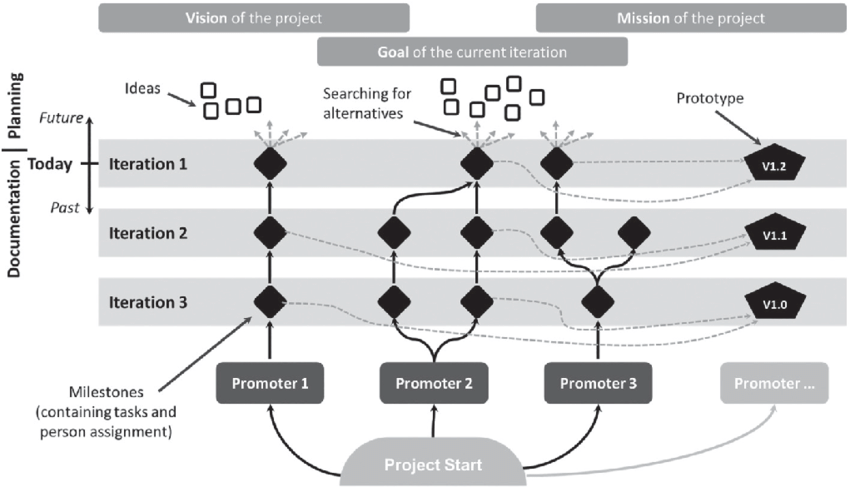 Vision of the project
Mission of the project
Goal of the current iteration
Documentation | Planning
Ideas
Searching for
alternatives
Prototype
Future
Today
Past
Iteration 1
V1.2
Iteration 2
V1.1
Iteration 3
V1.0
Milestones
(containing tasks and
person assignment)
Promoter 1
Promoter 2
Promoter 3
Promoter ...
Project Start